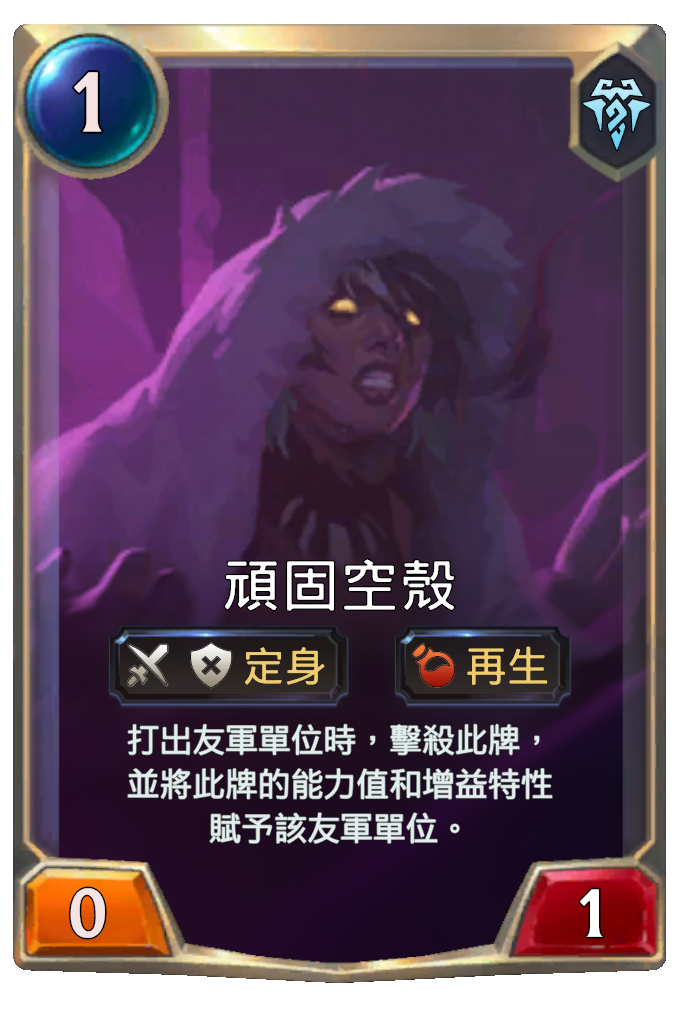 1
頑固空殼
定身 再生
打出友軍單位時，擊殺此牌，
並將此牌的能力值和增益特性
賦予該友軍單位。
0 1